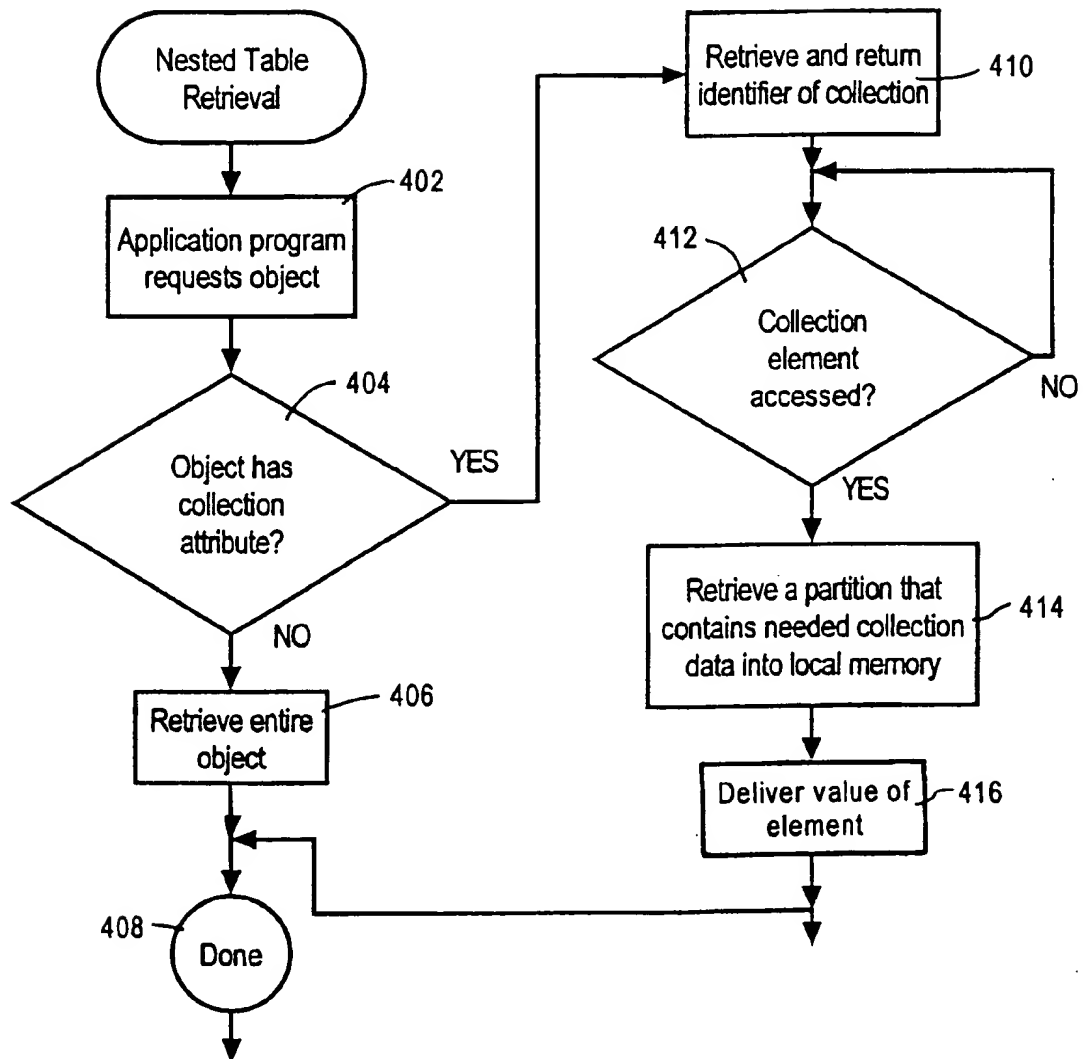 Nested Table
Retrieval
402
Application program
requests object
404
Object has
collection
attribute?
YES
NO
406
Retrieve entire
object
408
Done
Retrieve and return
identifier of collection
410
412
Collection
element
accessed?
NO
YES
Retrieve a partition that
contains needed collection
data into local memory
414
Deliver value of
element
416